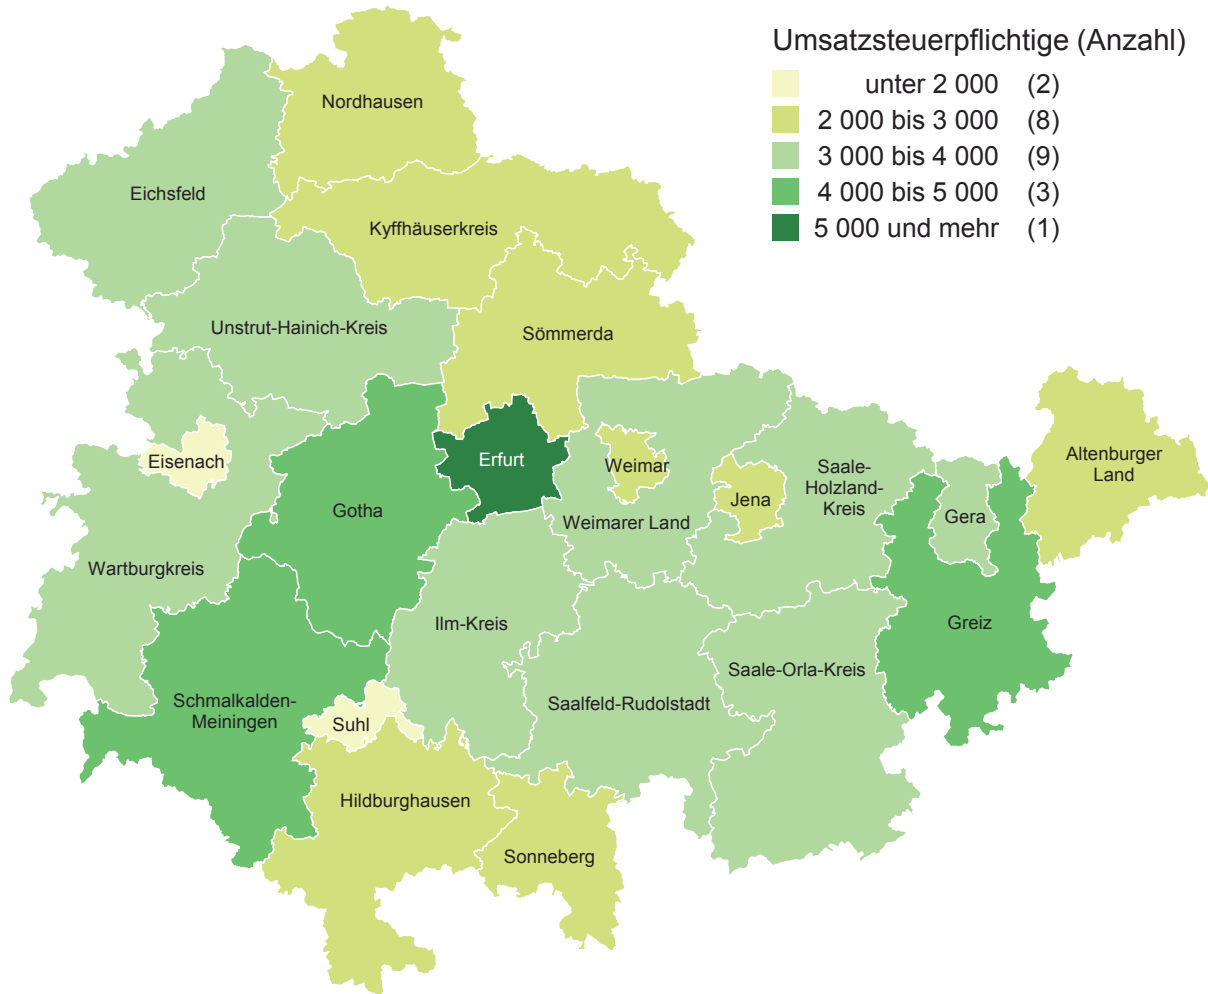 Umsatzsteuerpflichtige (Anzahl)
unter 2 000 (2)
2 000 bis 3 000 (8)
3 000 bis 4 000 (9)
4 000 bis 5 000 (3)
5 000 und mehr (1)
Nordhausen
Eichsfeld
Kyffhäuserkreis
Unstrut-Hainich-Kreis
Sömmerda
Eisenach
Erfurt
Weimar
Altenburger
Land
Saale-
Holzland-
Kreis
Jena
Gotha
Weimarer Land
Gera
Wartburgkreis
Ilm-Kreis
Greiz
Saale-Orla-Kreis
Schmalkalden-
Meiningen
Saalfeld-Rudolstadt
Suhl
Hildburghausen
Sonneberg